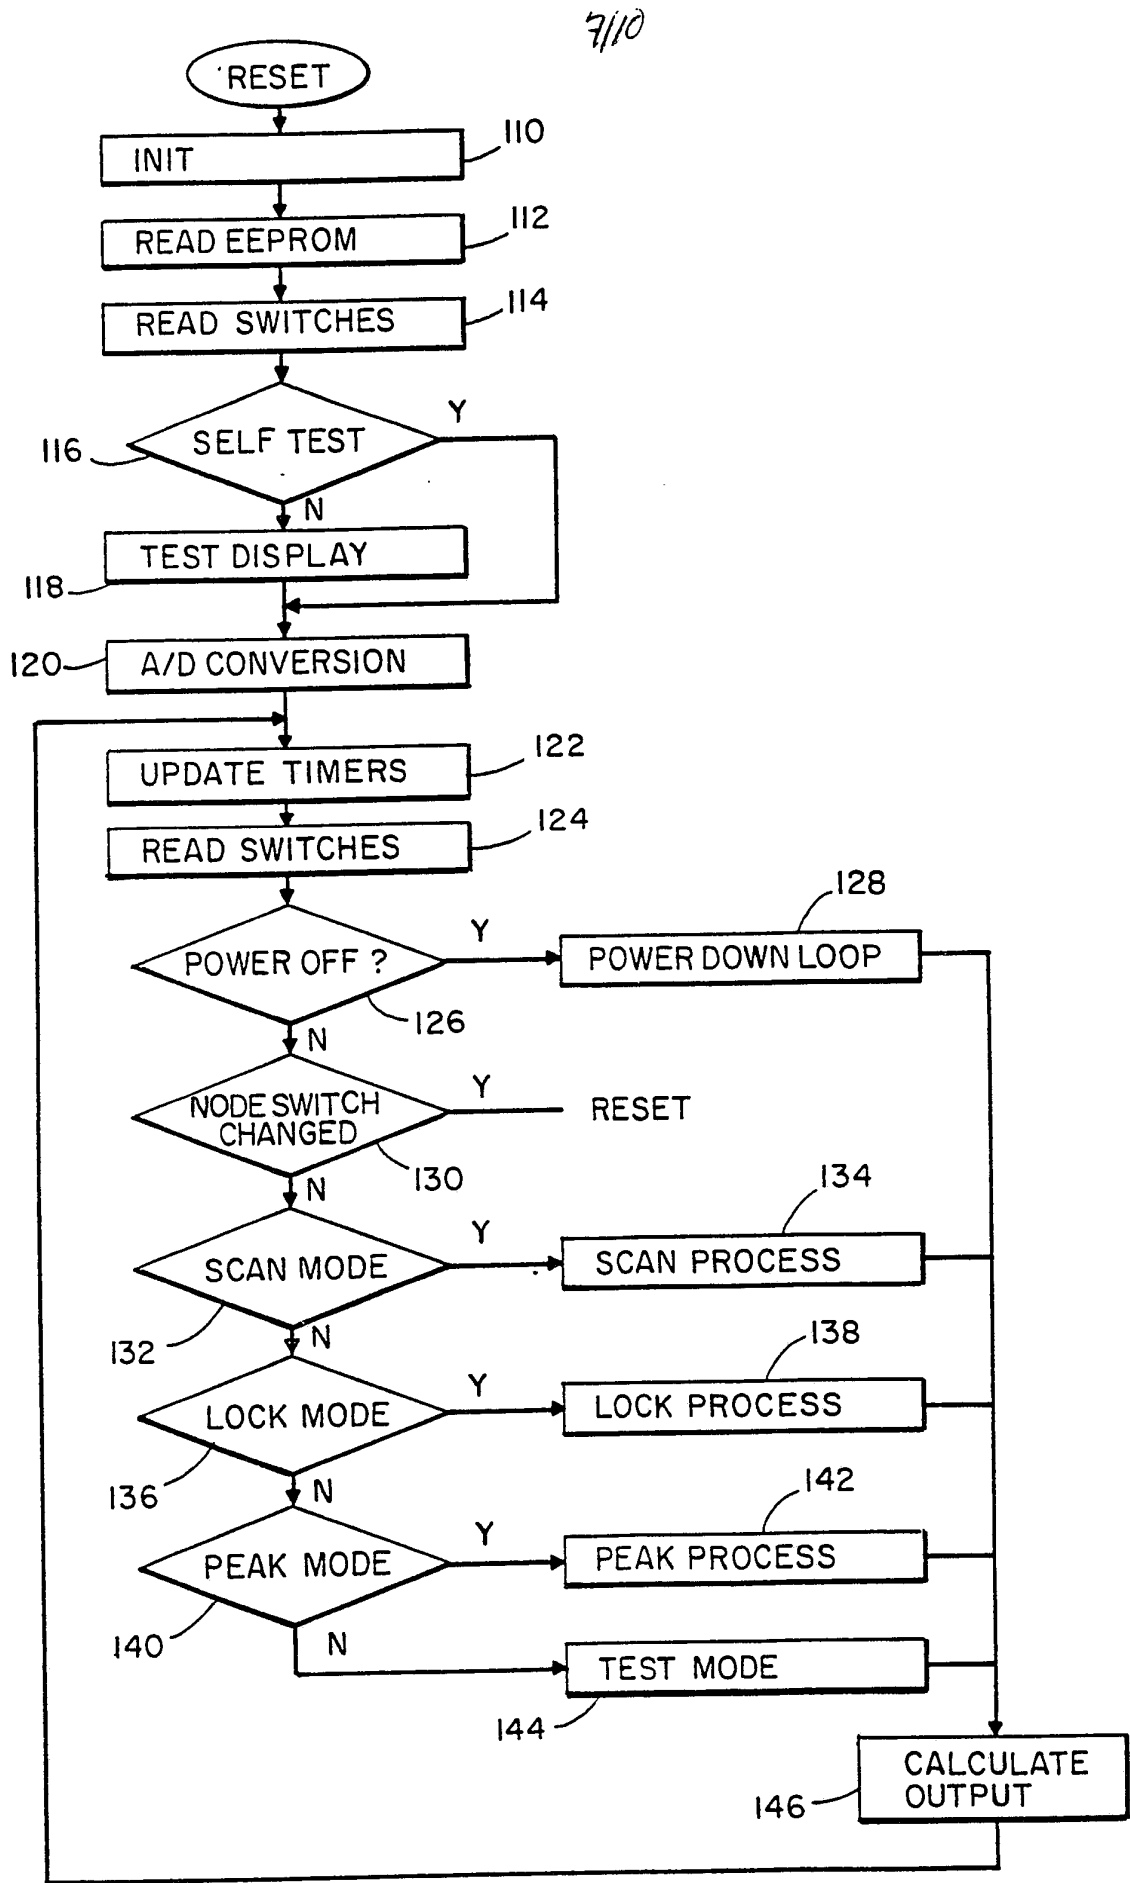 7/10
RESET
INIT
110
READ EEPROM
112
READ SWITCHES
114
SELF TEST
Y
116
N
TEST DISPLAY
118
A/D CONVERSION
120
UPDATE TIMERS
122
READ SWITCHES
124
POWER OFF ?
Y
126
N
POWER DOWN LOOP
128
NODE SWITCH
CHANGED
Y
RESET
130
N
SCAN MODE
Y
132
N
SCAN PROCESS
134
LOCK MODE
Y
136
N
LOCK PROCESS
138
PEAK MODE
Y
140
N
PEAK PROCESS
142
TEST MODE
144
CALCULATE
OUTPUT
146